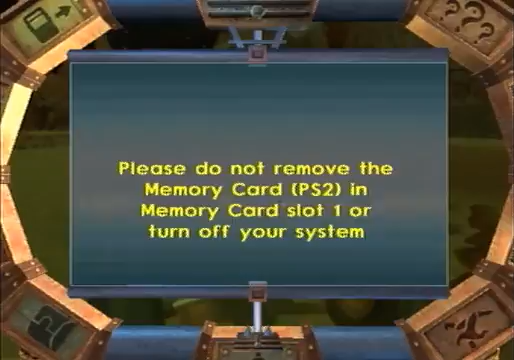 ???
Please do not remove the
Memory Card (PS2) in
Memory Card slot 1 or
turn off your system